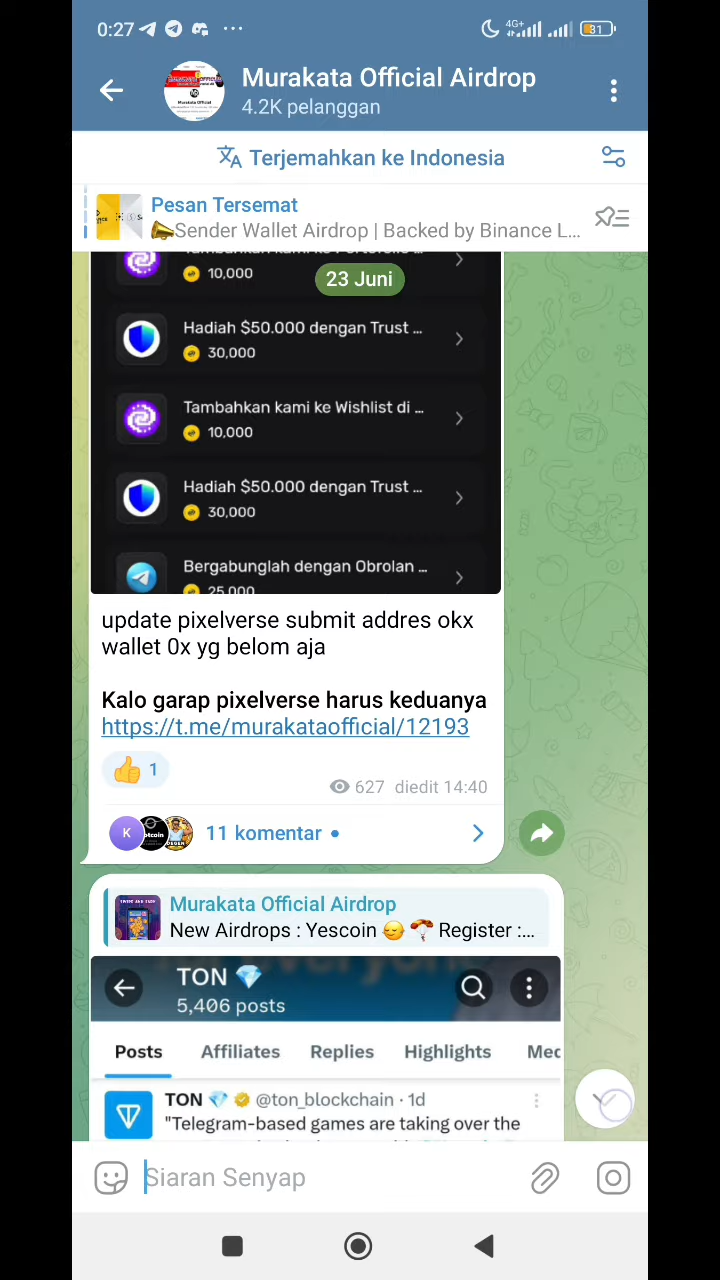 0:27
4G+
31
Murakata Official Airdrop
4.2K pelanggan
Terjemahkan ke Indonesia
Pesan Tersemat
📣Sender Wallet Airdrop | Backed by Binance L...
10,000
23 Juni
Hadiah $50.000 dengan Trust ...
30,000
Tambahkan kami ke Wishlist di ...
10,000
Hadiah $50.000 dengan Trust ...
30,000
Bergabunglah dengan Obrolan ...
25,000
update pixelverse submit addres okx
wallet 0x yg belom aja
Kalo garap pixelverse harus keduanya
https://t.me/murakataofficial/12193
👍 1
627 diedit 14:40
K
11 komentar
Murakata Official Airdrop
New Airdrops : Yescoin 🪙 🪂 Register :...
TON 💎
5,406 posts
Posts Affiliates Replies Highlights Med
TON 💎 @ton_blockchain · 1d
"Telegram-based games are taking over the
Siaran Senyap